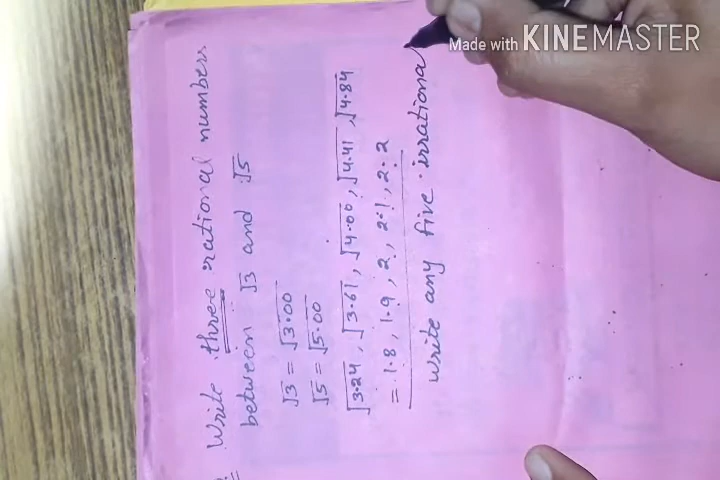 Write three rational numbers
between √3 and √5
√3 = √3.00
√5 = √5.00
√3.24, √3.61, √4.00, √4.41, √4.84
= 1.8, 1.9, 2, 2.1, 2.2
Write any five irrational
Made with KINEMASTER